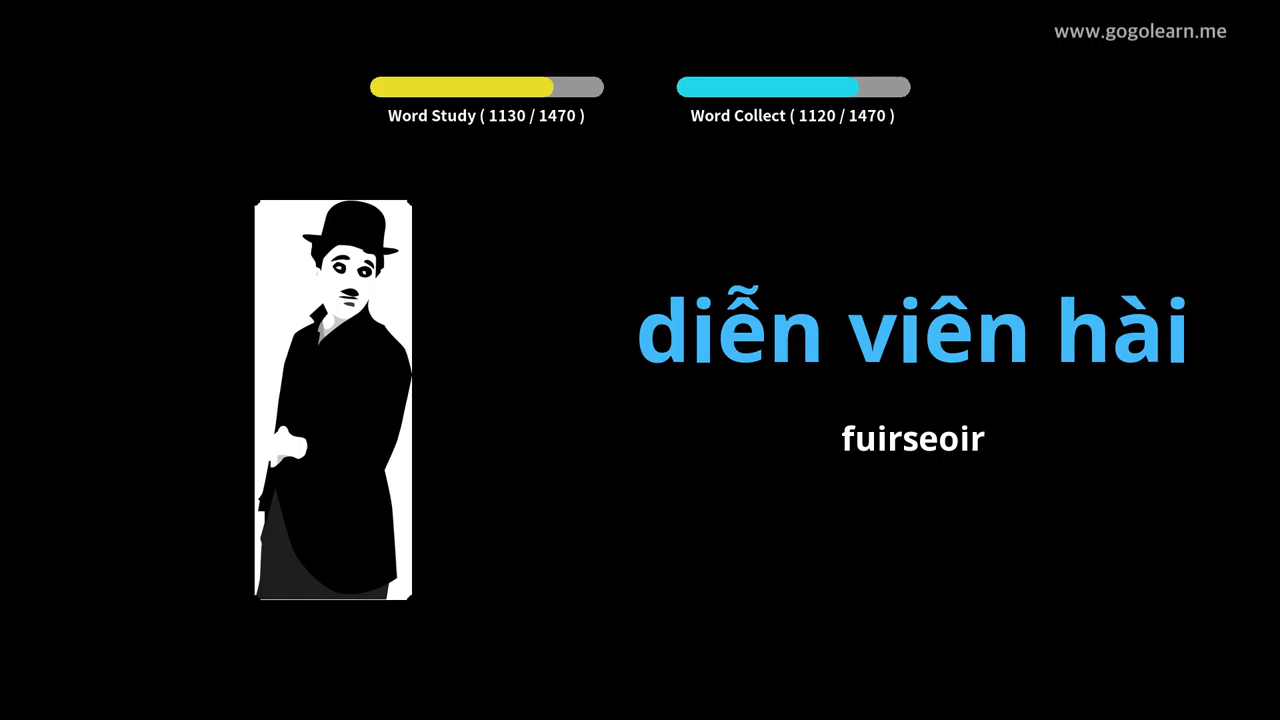 www.gogolearn.me
Word Study ( 1130 / 1470 )
Word Collect ( 1120 / 1470 )
diễn viên hài
fuirseoir